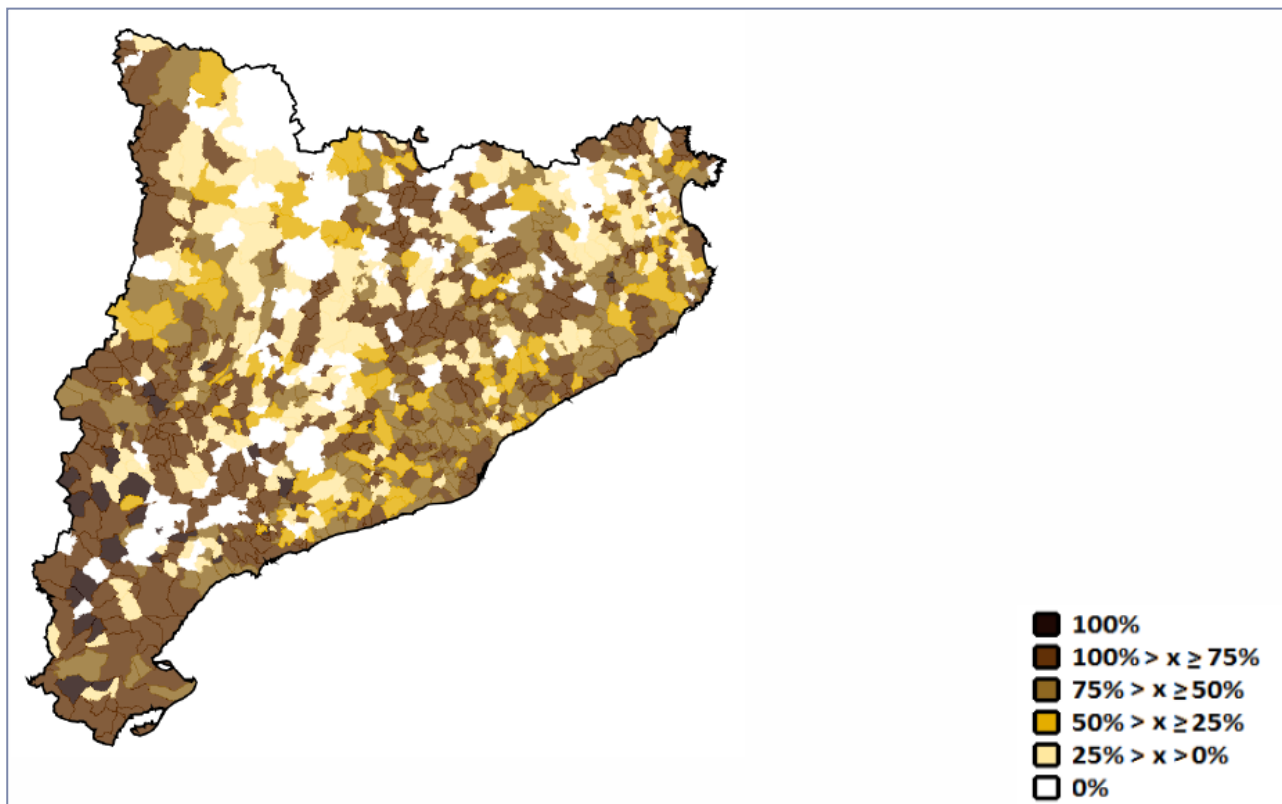 100%
100% > x ≥ 75%
75% > x ≥ 50%
50% > x ≥ 25%
25% > x > 0%
0%